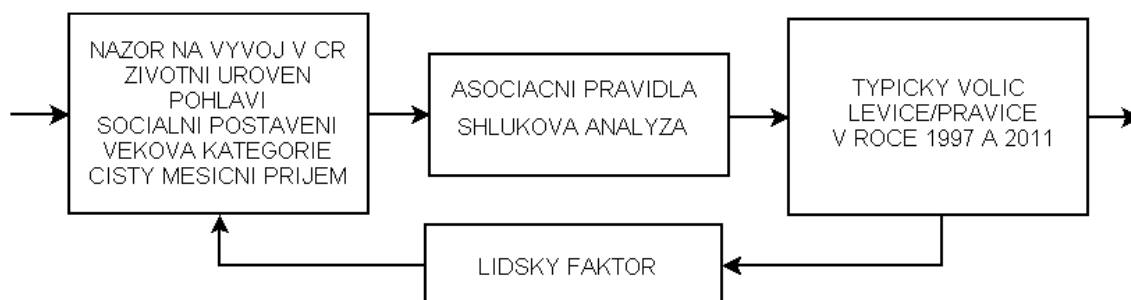 NAZOR NA VYVOJ V CR
ZIVOTNI UROVEN
POHLAVI
SOCIALNI POSTAVENI
VEKOVA KATEGORIE
CISTY MESICNI PRIJEM
ASOCIACNI PRAVIDLA
SHLUKOVA ANALYZA
TYPICKY VOLIC
LEVICE/PRAVICE
V ROCE 1997 A 2011
LIDSKY FAKTOR